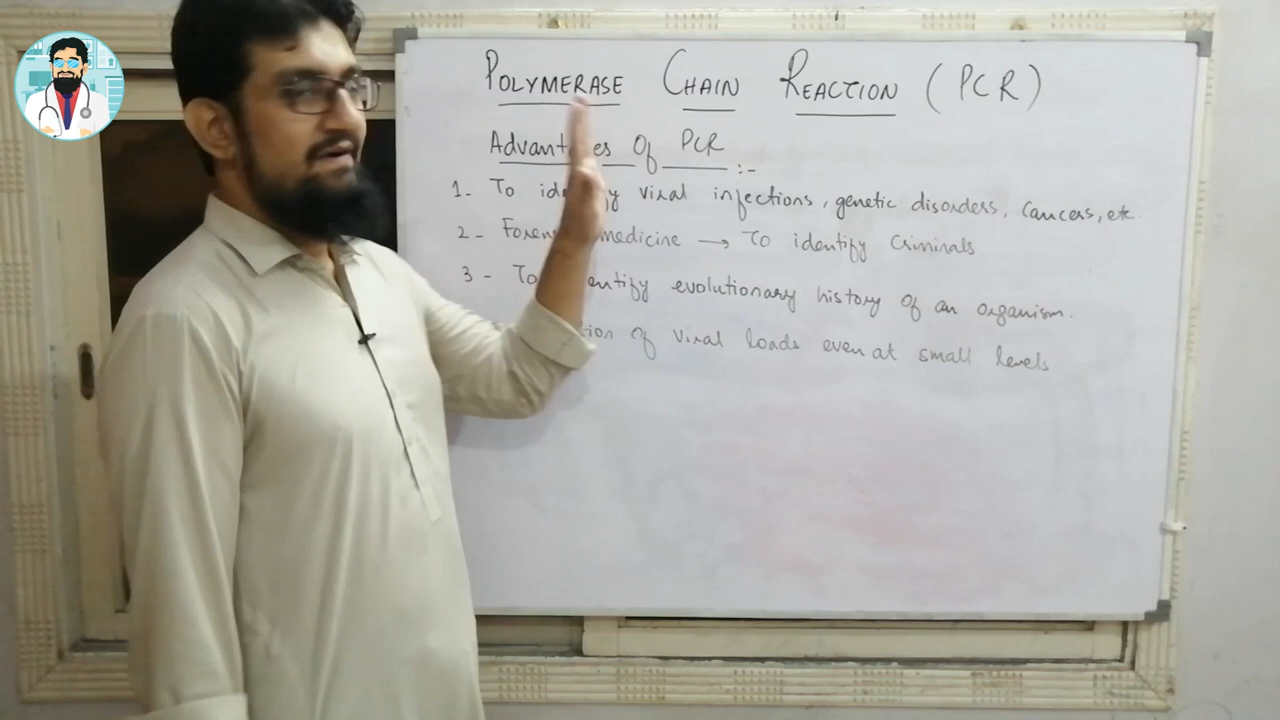 POLYMERASE CHAIN REACTION (PCR)
Advantages Of PCR :-
1- To identify viral infections, genetic disorders, Cancers, etc
2- Forensic medicine → To identify Criminals
3- To identify evolutionary history of an organism.
of viral loads even at small levels